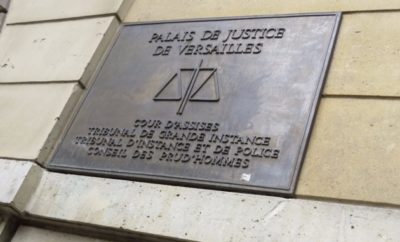 PALAIS DE JUSTICE
DE VERSAILLES
COUR D'ASSISES
TRIBUNAL DE GRANDE INSTANCE
TRIBUNAL D'INSTANCE ET DE POLICE
CONSEIL DES PRUD'HOMMES